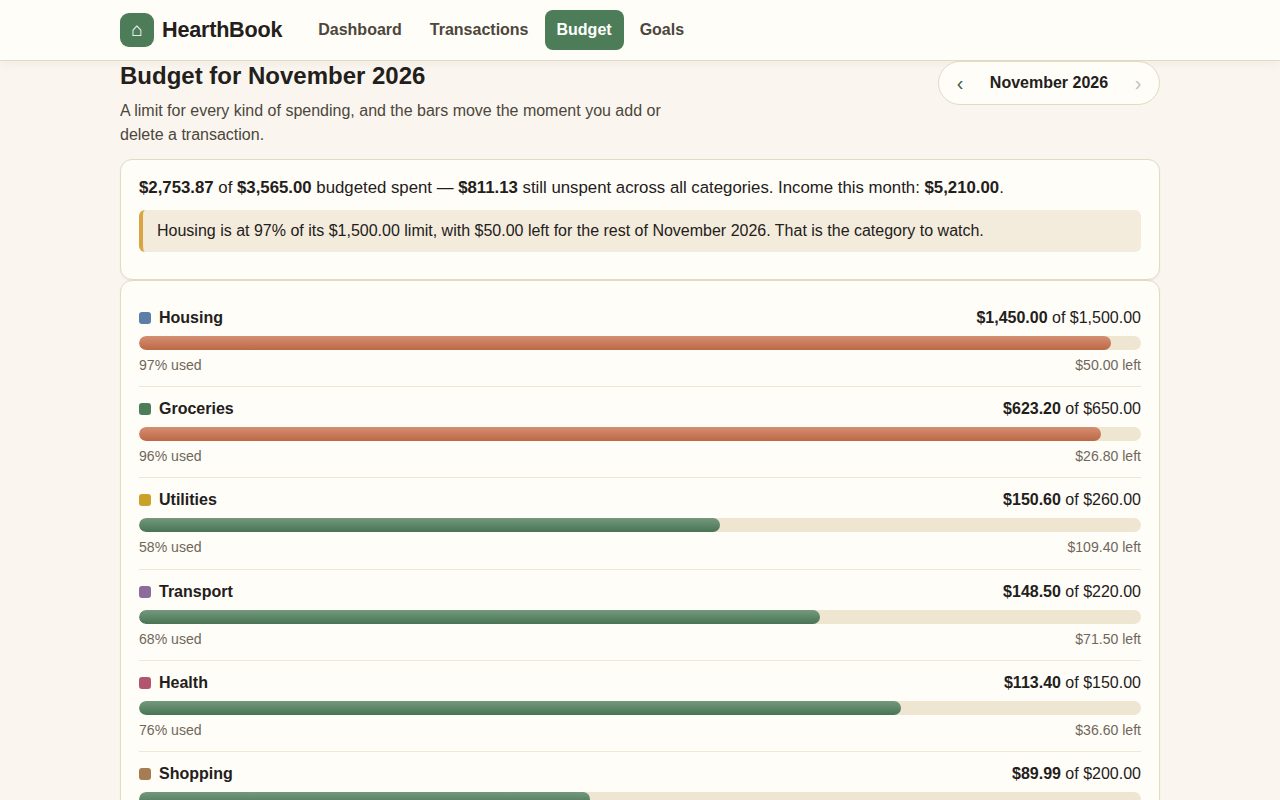 HearthBook
Dashboard
Transactions
Budget
Goals
Budget for November 2026
‹ November 2026 ›
A limit for every kind of spending, and the bars move the moment you add or
delete a transaction.
$2,753.87 of $3,565.00 budgeted spent — $811.13 still unspent across all categories. Income this month: $5,210.00.
Housing is at 97% of its $1,500.00 limit, with $50.00 left for the rest of November 2026. That is the category to watch.
Housing
$1,450.00 of $1,500.00
97% used
$50.00 left
Groceries
$623.20 of $650.00
96% used
$26.80 left
Utilities
$150.60 of $260.00
58% used
$109.40 left
Transport
$148.50 of $220.00
68% used
$71.50 left
Health
$113.40 of $150.00
76% used
$36.60 left
Shopping
$89.99 of $200.00